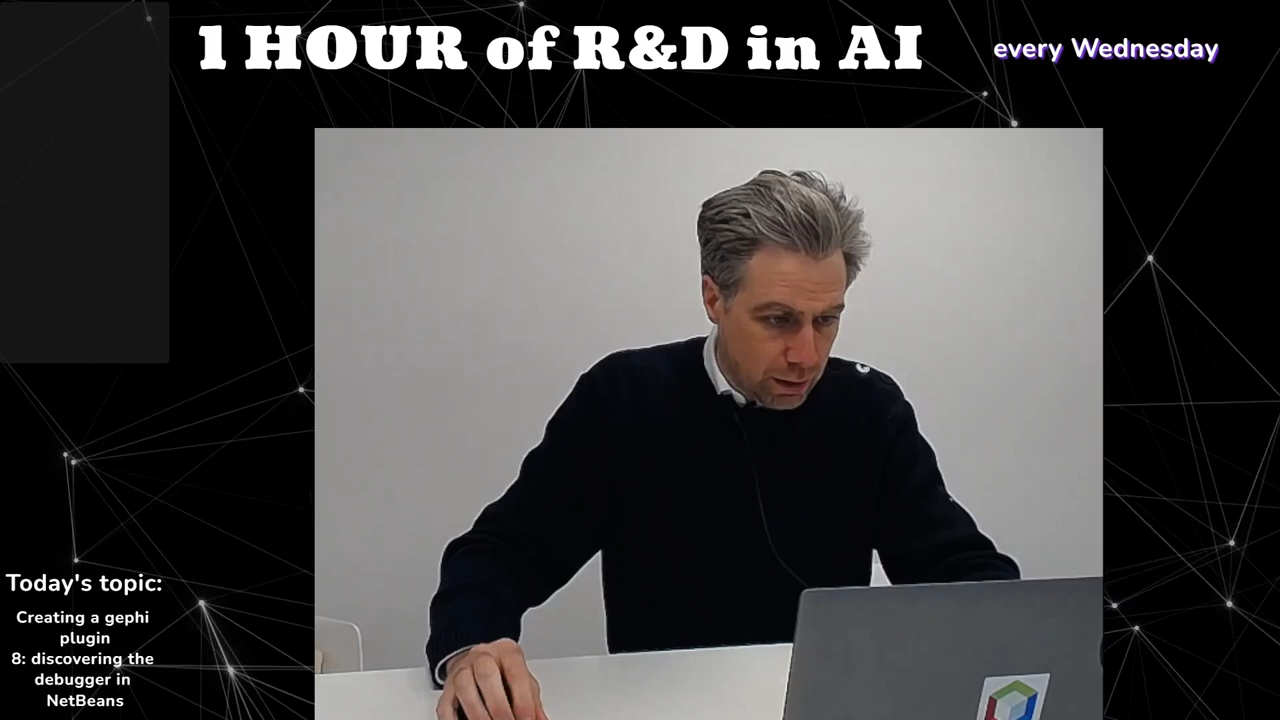 1 HOUR of R&D in AI
every Wednesday
Today's topic:
Creating a gephi
plugin
8: discovering the
debugger in
NetBeans